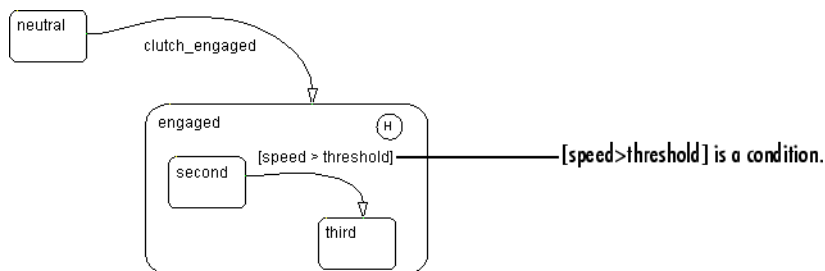 neutral
clutch_engaged
engaged
H
[speed > threshold]
[speed>threshold] is a condition.
second
third